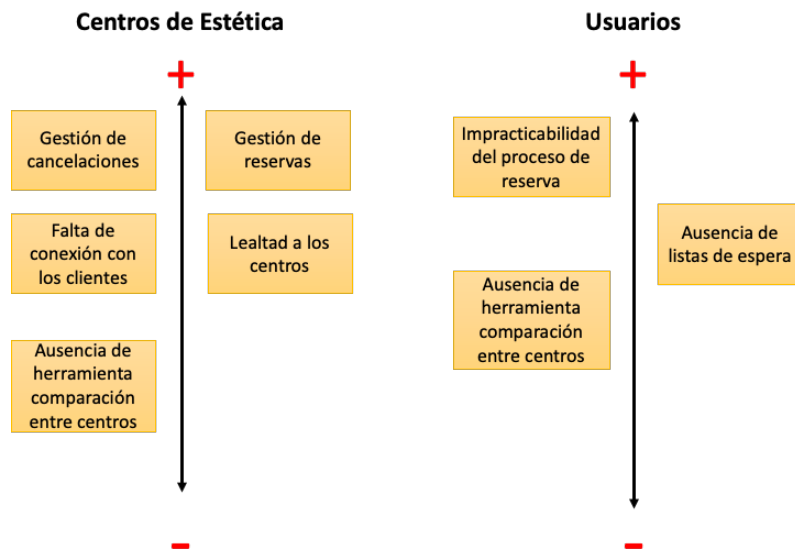 Centros de Estética
+
Gestión de
cancelaciones
Gestión de
reservas
Falta de
conexión con
los clientes
Lealtad a los
centros
Ausencia de
herramienta
comparación
entre centros
-
Usuarios
+
Impracticabilidad
del proceso de
reserva
Ausencia de
listas de espera
Ausencia de
herramienta
comparación
entre centros
-